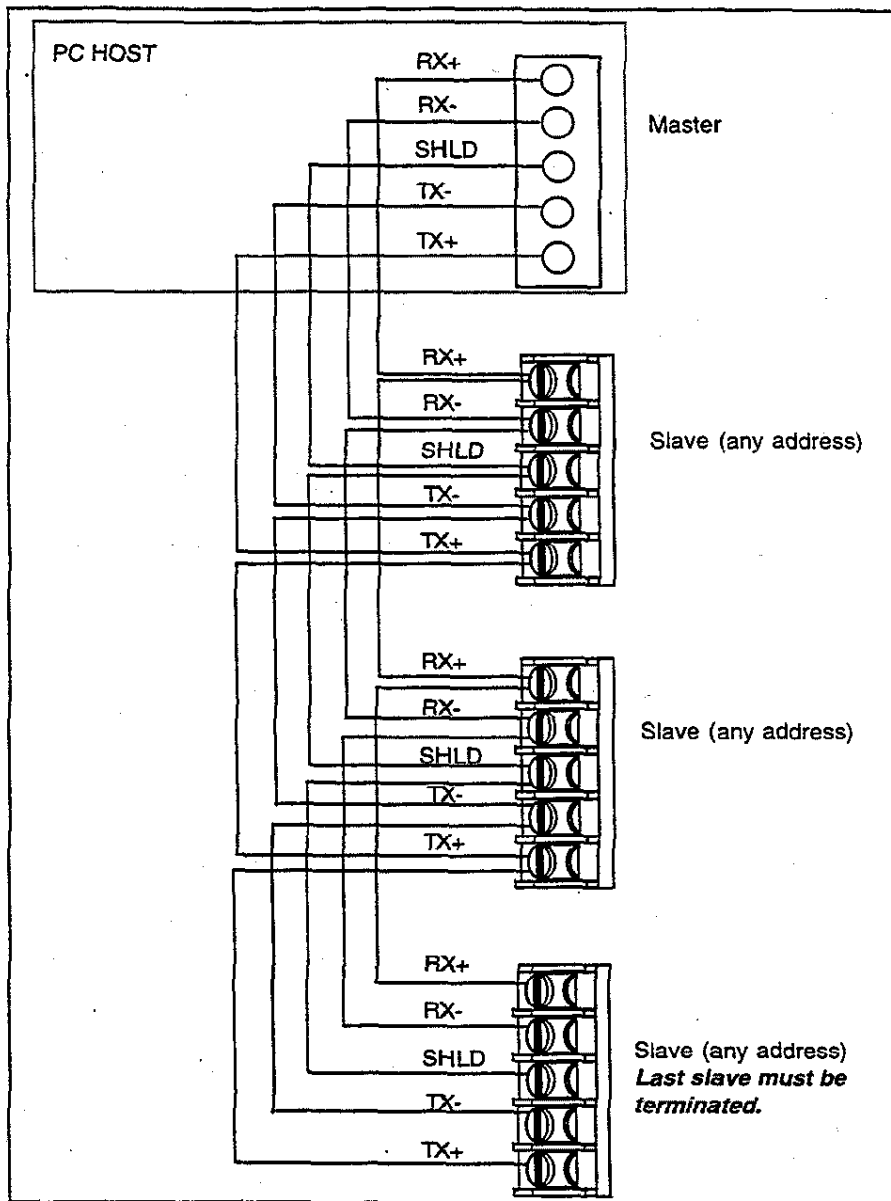 PC HOST
RX+
RX-
SHLD
TX-
TX+
Master
RX+
RX-
SHLD
TX-
TX+
Slave (any address)
RX+
RX-
SHLD
TX-
TX+
Slave (any address)
RX+
RX-
SHLD
TX-
TX+
Slave (any address)
Last slave must be
terminated.